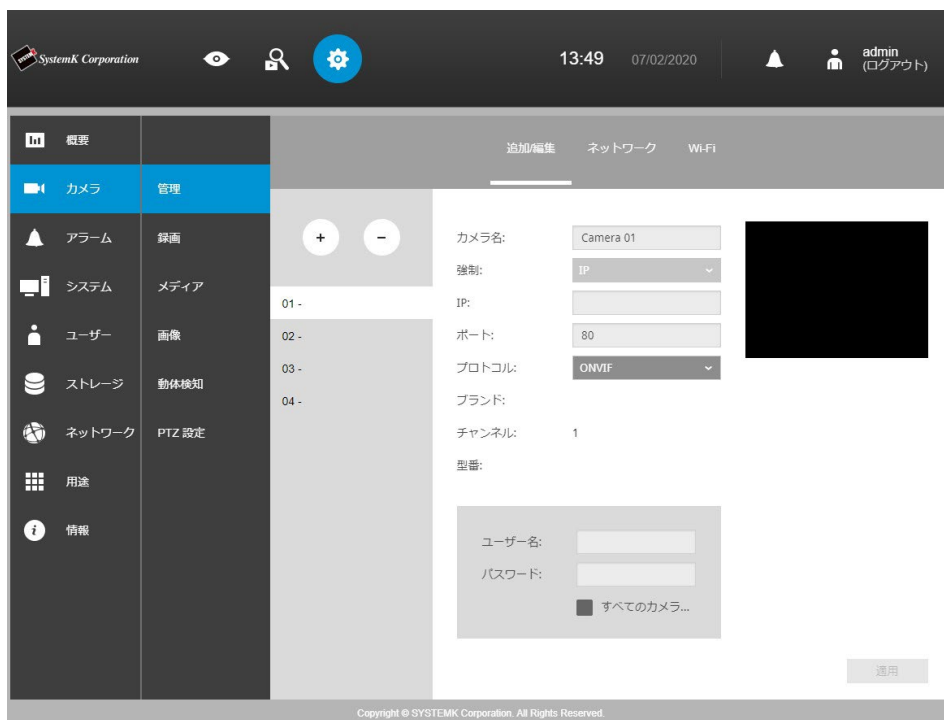 SYSTEMK SystemK Corporation
13:49 07/02/2020
admin
(ログアウト)
概要
カメラ
アラーム
システム
ユーザー
ストレージ
ネットワーク
用途
情報
管理
録画
メディア
画像
動体検知
PTZ 設定
追加/編集 ネットワーク Wi-Fi
+ -
01 -
02 -
03 -
04 -
カメラ名: Camera 01
強制: IP
IP:
ポート: 80
プロトコル: ONVIF
ブランド:
チャンネル: 1
型番:
ユーザー名:
パスワード:
すべてのカメラ...
適用
Copyright © SYSTEMK Corporation. All Rights Reserved.